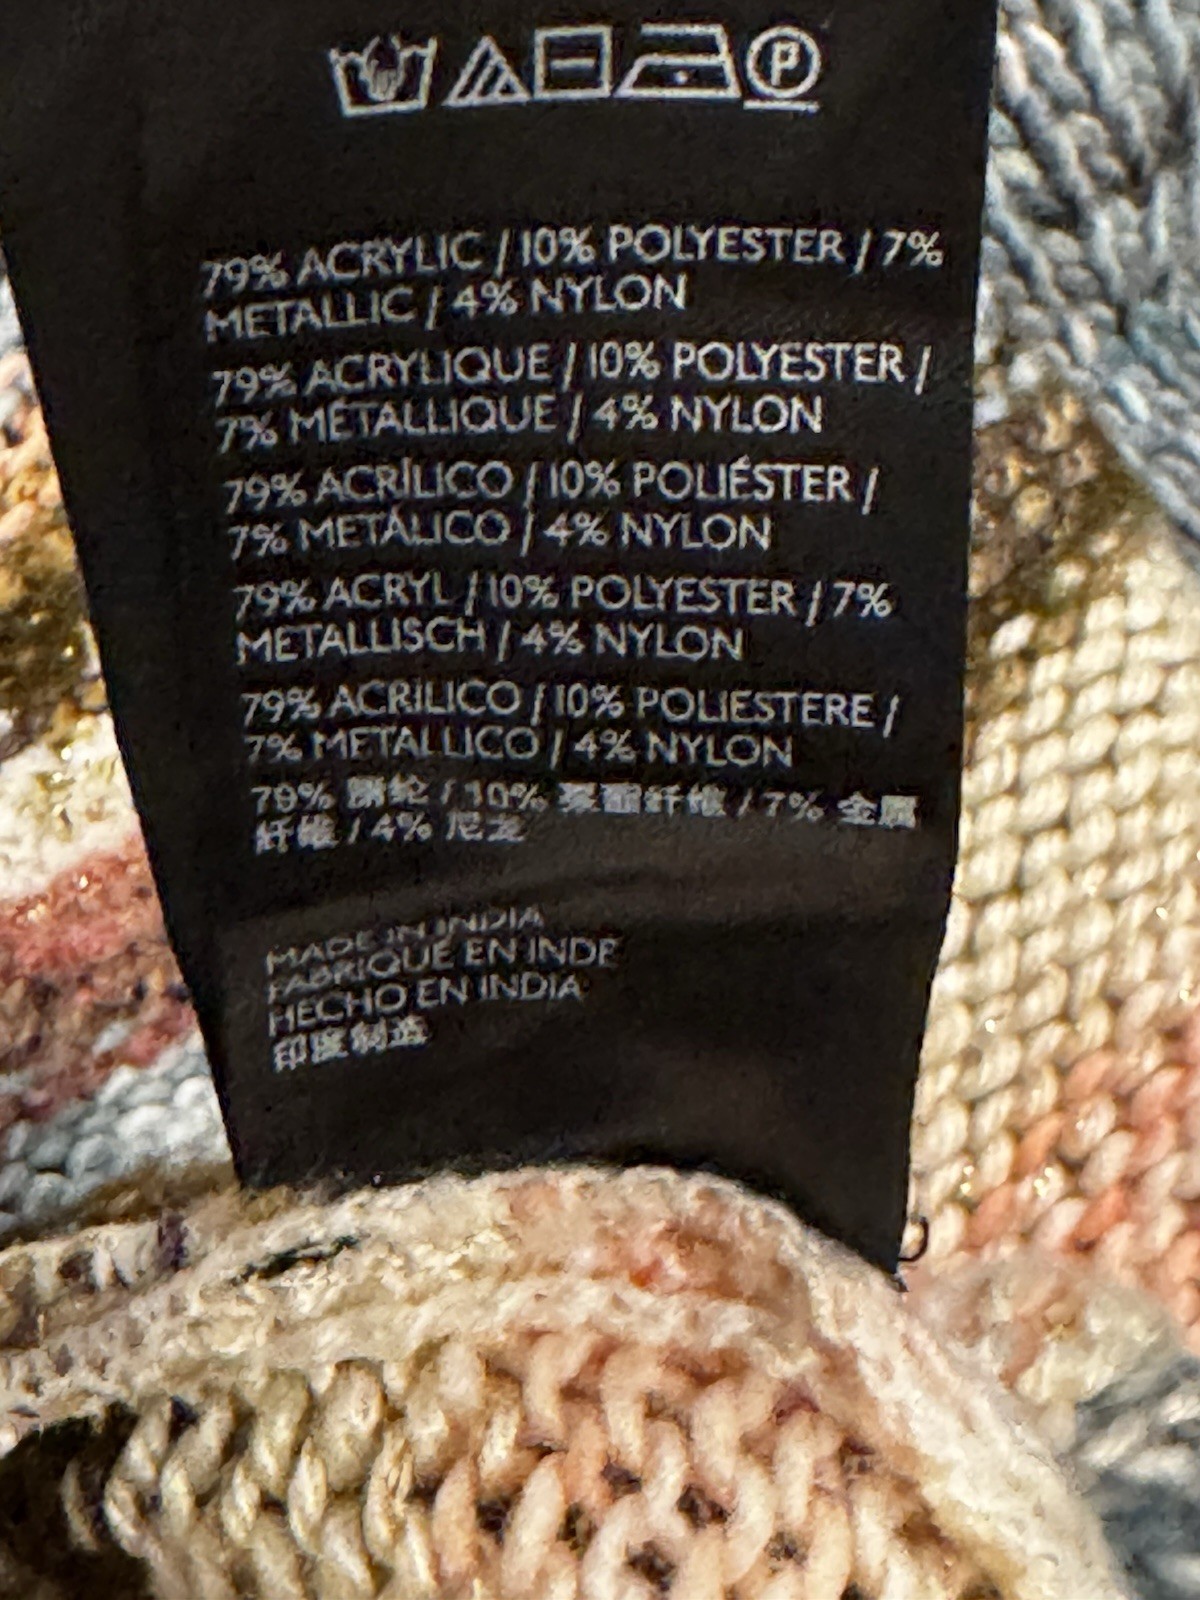 P
79% ACRYLIC / 10% POLYESTER / 7%
METALLIC / 4% NYLON
79% ACRYLIQUE / 10% POLYESTER /
7% MÉTALLIQUE / 4% NYLON
79% ACRÍLICO / 10% POLIÉSTER /
7% METÁLICO / 4% NYLON
79% ACRYL / 10% POLYESTER / 7%
METALLISCH / 4% NYLON
79% ACRILICO / 10% POLIESTERE /
7% METALLICO / 4% NYLON
79% 腈纶 / 10% 聚酯纤维 / 7% 金属
纤维 / 4% 尼龙
MADE IN INDIA
FABRIQUÉ EN INDE
HECHO EN INDIA
印度制造